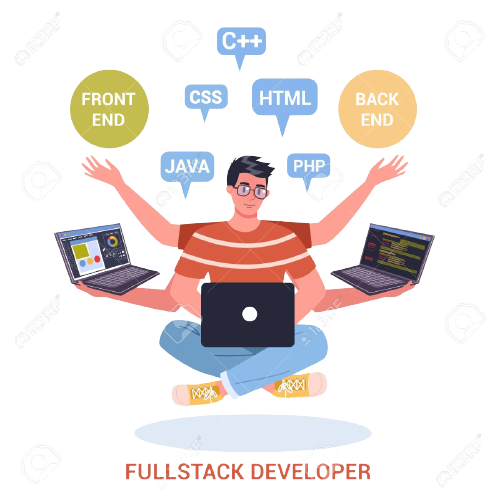 C++
CSS
HTML
FRONT
END
BACK
END
JAVA
PHP
FULLSTACK DEVELOPER